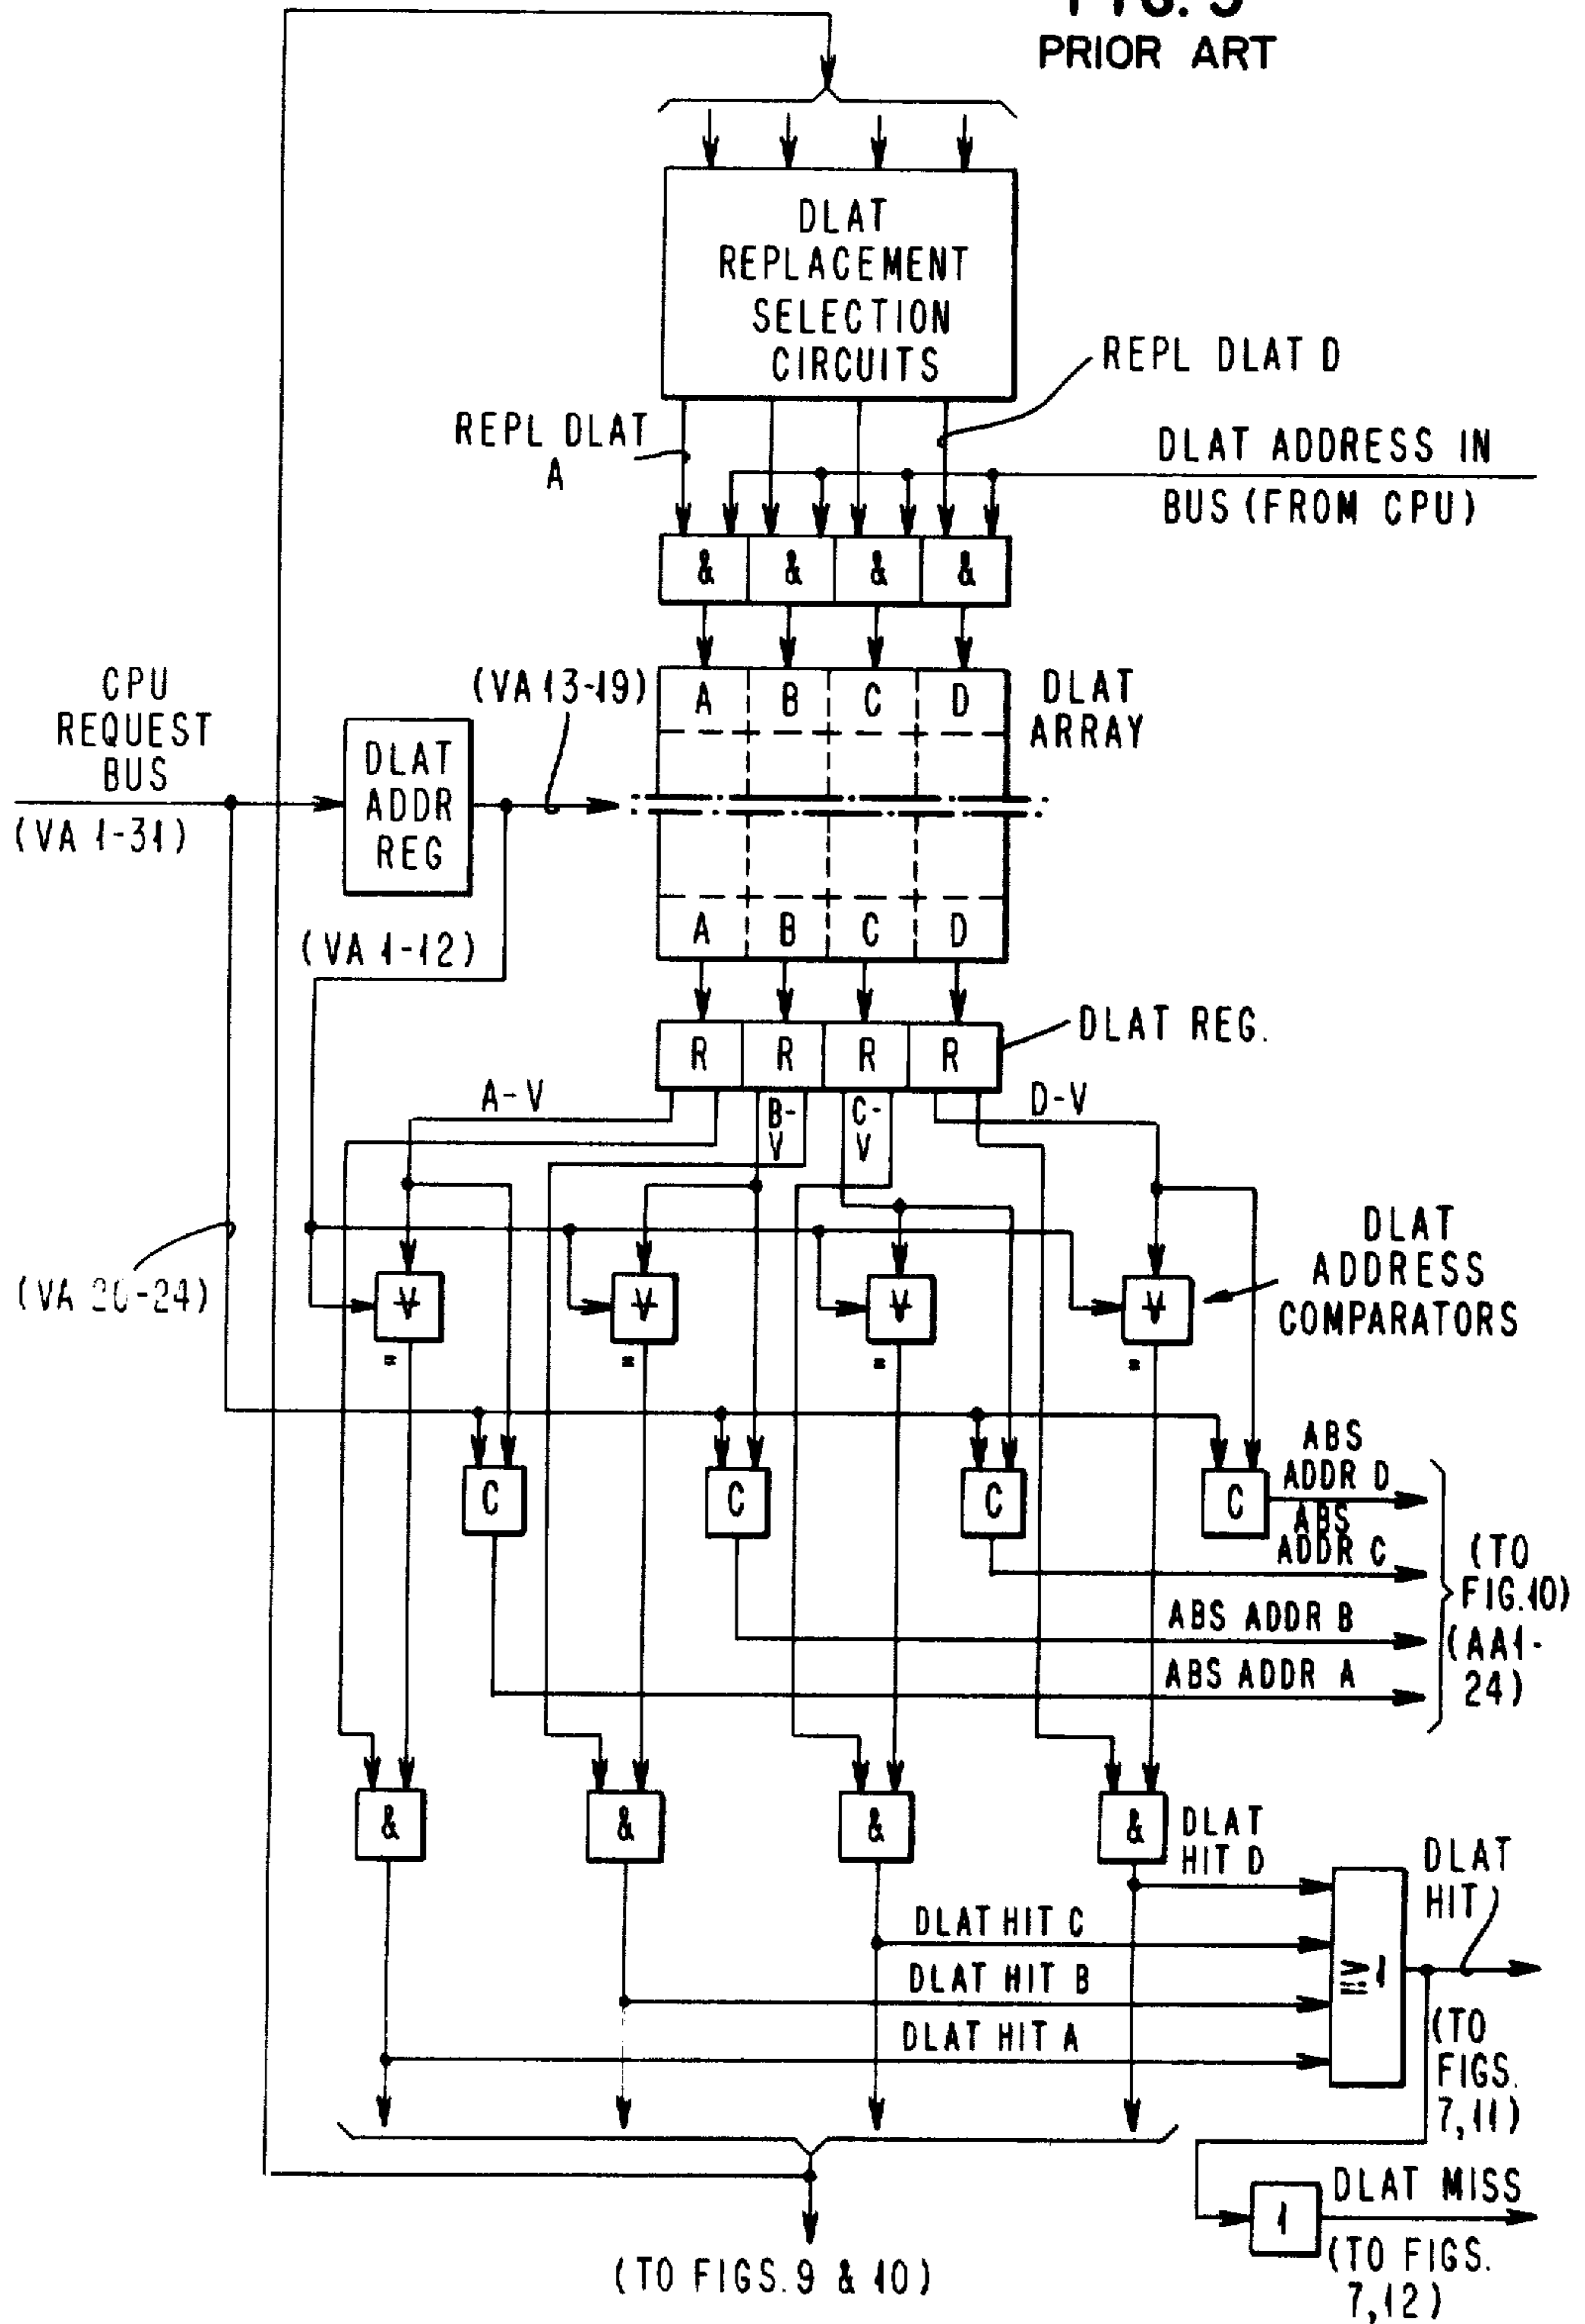 FIG. 5
PRIOR ART
DLAT
REPLACEMENT
SELECTION
CIRCUITS
REPL DLAT D
REPL DLAT
A
DLAT ADDRESS IN
BUS (FROM CPU)
& & & &
CPU
REQUEST
BUS
(VA 1-31)
DLAT
ADDR
REG
(VA 13-19)
A B C D
DLAT
ARRAY
(VA 1-12)
A B C D
R R R R
DLAT REG.
A-V
B-
V
C-
V
D-V
(VA 20-24)
V V V V
= = = =
DLAT
ADDRESS
COMPARATORS
C C C C
ABS
ADDR D
ABS
ADDR C
ABS ADDR B
ABS ADDR A
(TO
FIG.10)
(AA1-
24)
& & & &
DLAT
HIT D
DLAT HIT C
DLAT HIT B
DLAT HIT A
≥1
DLAT
HIT
(TO
FIGS.
7,11)
1
DLAT MISS
(TO FIGS.
7,12)
(TO FIGS. 9 & 10)